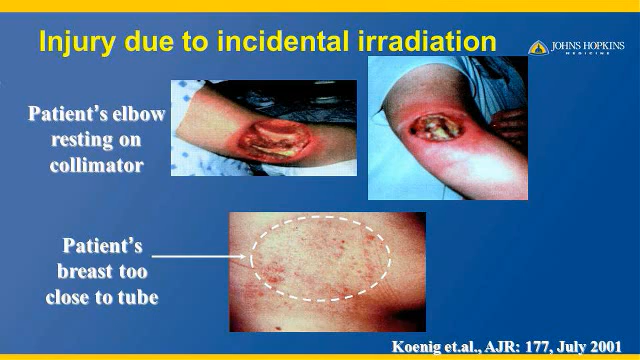 Injury due to incidental irradiation
JOHNS HOPKINS
MEDICINE
Patient's elbow
resting on
collimator
Patient's
breast too
close to tube
Koenig et.al., AJR: 177, July 2001